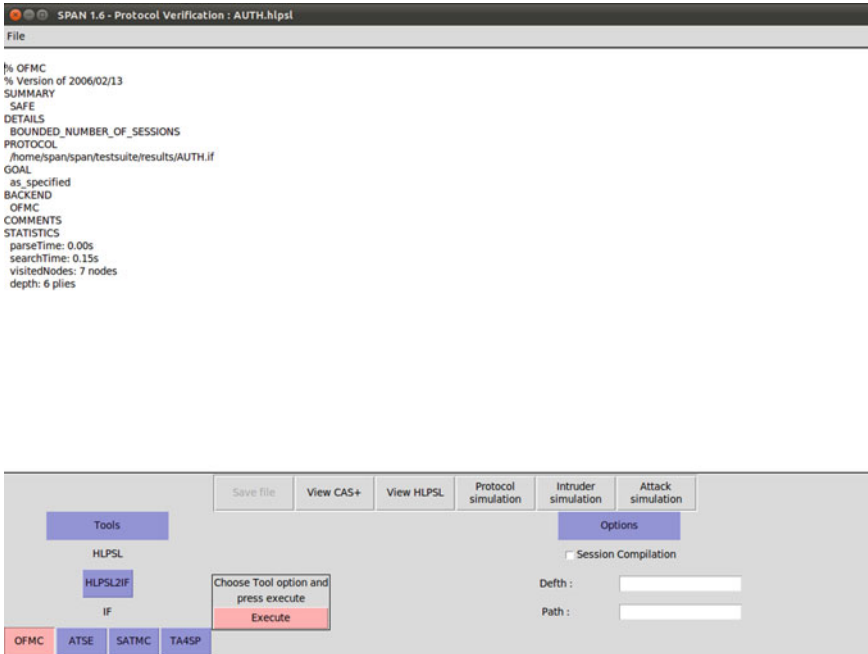 SPAN 1.6 - Protocol Verification : AUTH.hlpsl
File
% OFMC
% Version of 2006/02/13
SUMMARY
SAFE
DETAILS
BOUNDED_NUMBER_OF_SESSIONS
PROTOCOL
/home/span/span/testsuite/results/AUTH.if
GOAL
as_specified
BACKEND
OFMC
COMMENTS
STATISTICS
parseTime: 0.00s
searchTime: 0.15s
visitedNodes: 7 nodes
depth: 6 plies
Save file
View CAS+
View HLPSL
Protocol
simulation
Intruder
simulation
Attack
simulation
Tools
Options
HLPSL
Session Compilation
HLPSL2IF
Choose Tool option and
press execute
Execute
Defth :
IF
Path :
OFMC
ATSE
SATMC
TA4SP